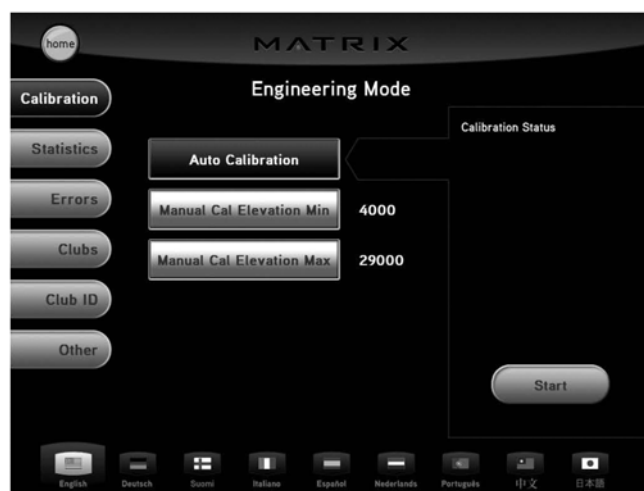 home
MATRIX
Engineering Mode
Calibration
Statistics
Errors
Clubs
Club ID
Other
Auto Calibration
Manual Cal Elevation Min 4000
Manual Cal Elevation Max 29000
Calibration Status
Start
English Deutsch Suomi Italiano Español Nederlands Português 中文 日本語